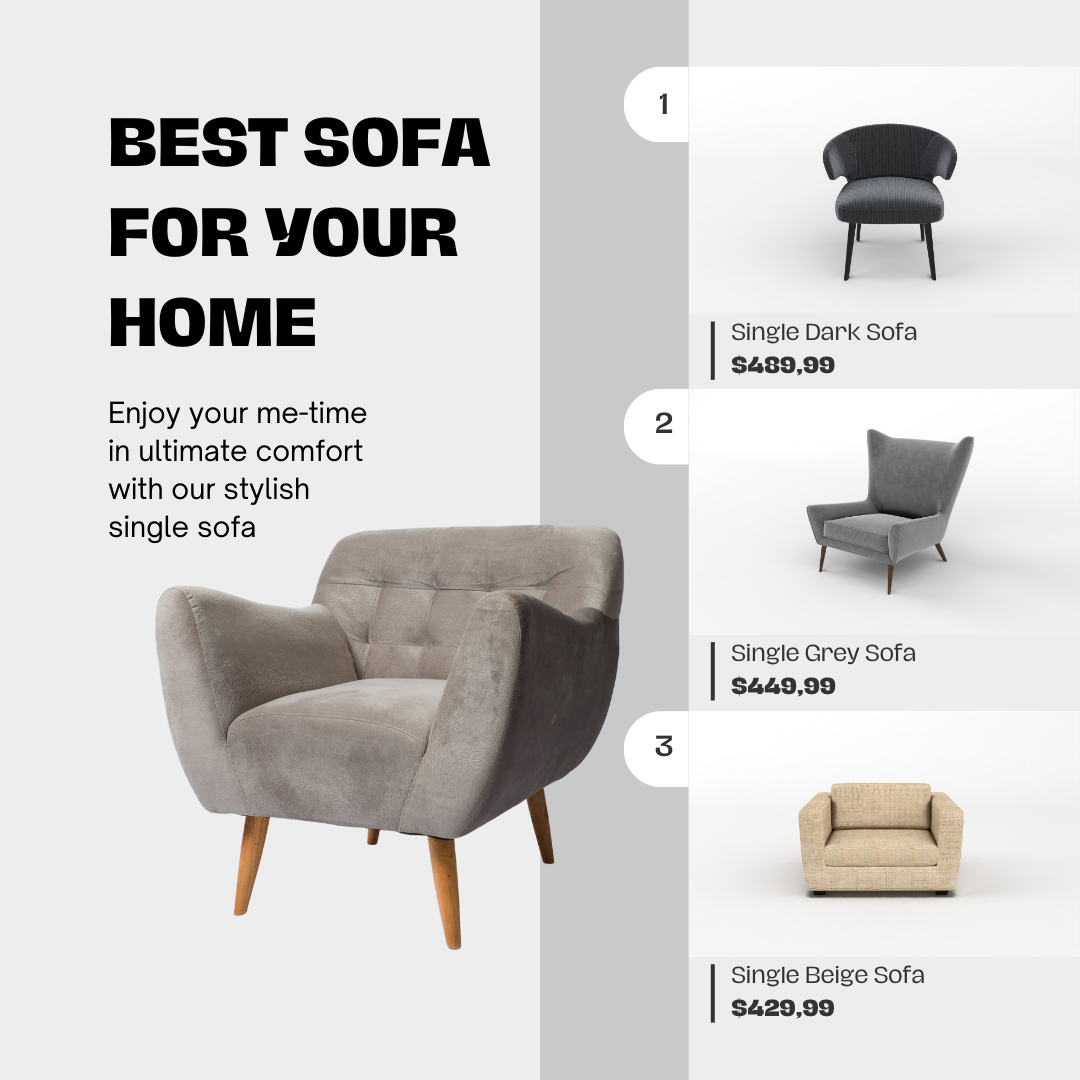 BEST SOFA
FOR YOUR
HOME
Enjoy your me-time
in ultimate comfort
with our stylish
single sofa
1
Single Dark Sofa
$489,99
2
Single Grey Sofa
$449,99
3
Single Beige Sofa
$429,99